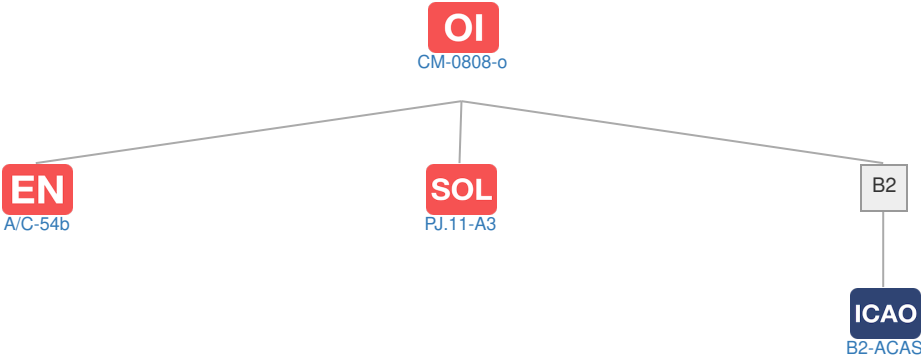 OI
CM-0808-o
EN
A/C-54b
SOL
PJ.11-A3
B2
ICAO
B2-ACAS